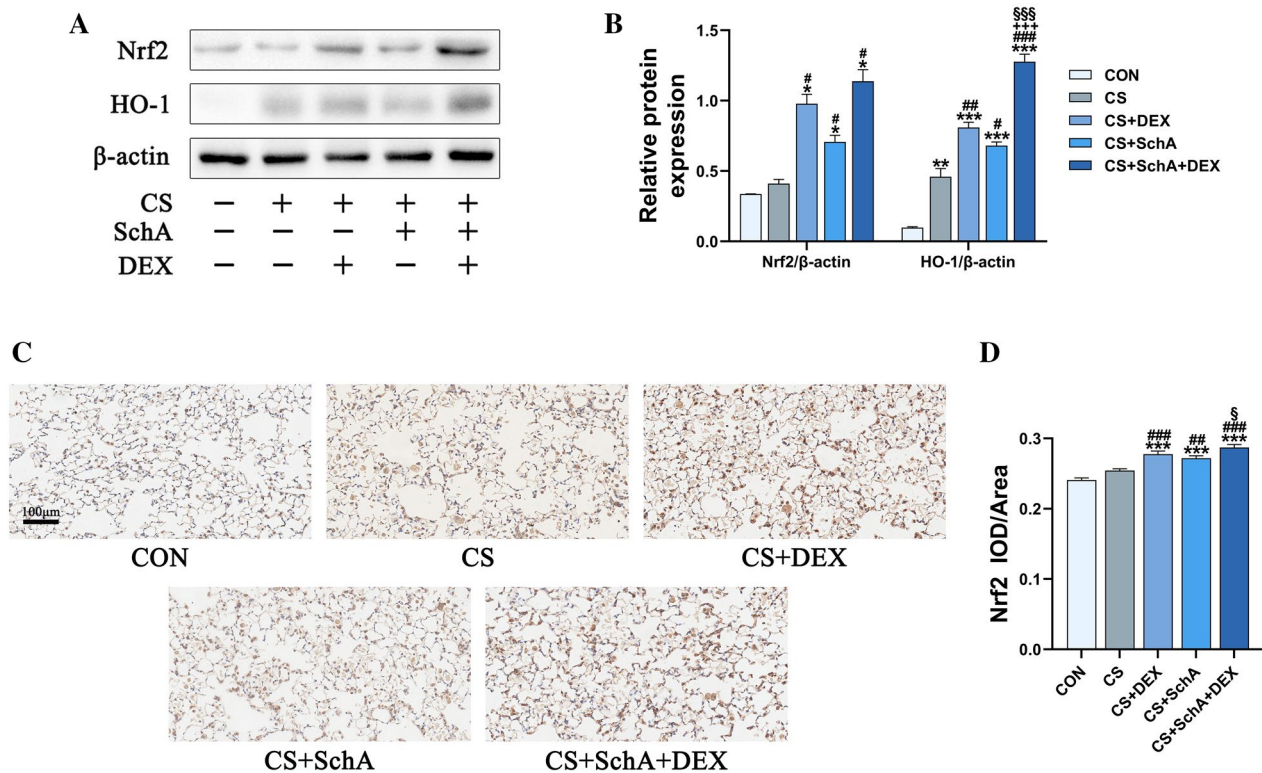 A
Nrf2
HO-1
β-actin
CS − + + + +
SchA − − − + +
DEX − − + − +
B
Relative protein expression
1.5
1.0
0.5
0.0
# *
# *
# *
**
## ***
# ***
§§§ +++ ### ***
Nrf2/β-actin
HO-1/β-actin
CON
CS
CS+DEX
CS+SchA
CS+SchA+DEX
C
100μm
CON
CS
CS+DEX
CS+SchA
CS+SchA+DEX
D
Nrf2 IOD/Area
0.3
0.2
0.1
0.0
### ***
## ***
§ ### ***
CON
CS
CS+DEX
CS+SchA
CS+SchA+DEX